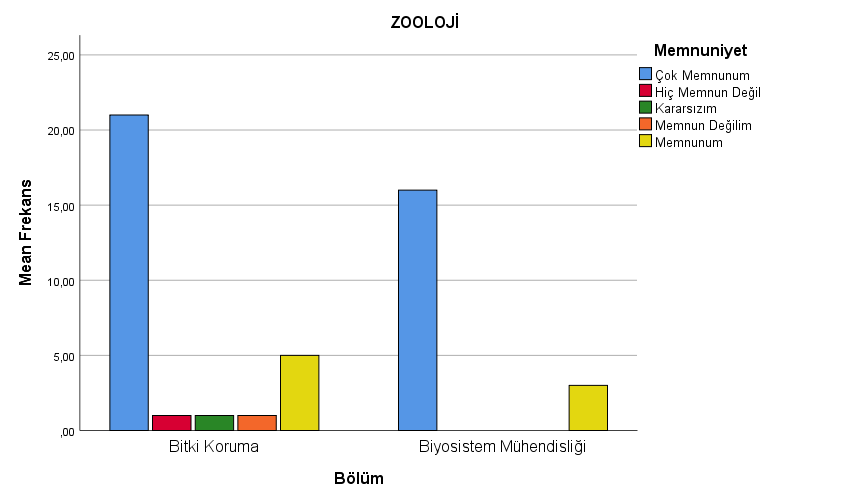 ZOOLOJİ
Memnuniyet
Çok Memnunum
Hiç Memnun Değil
Kararsızım
Memnun Değilim
Memnunum
Mean Frekans
25,00
20,00
15,00
10,00
5,00
,00
Bitki Koruma
Biyosistem Mühendisliği
Bölüm